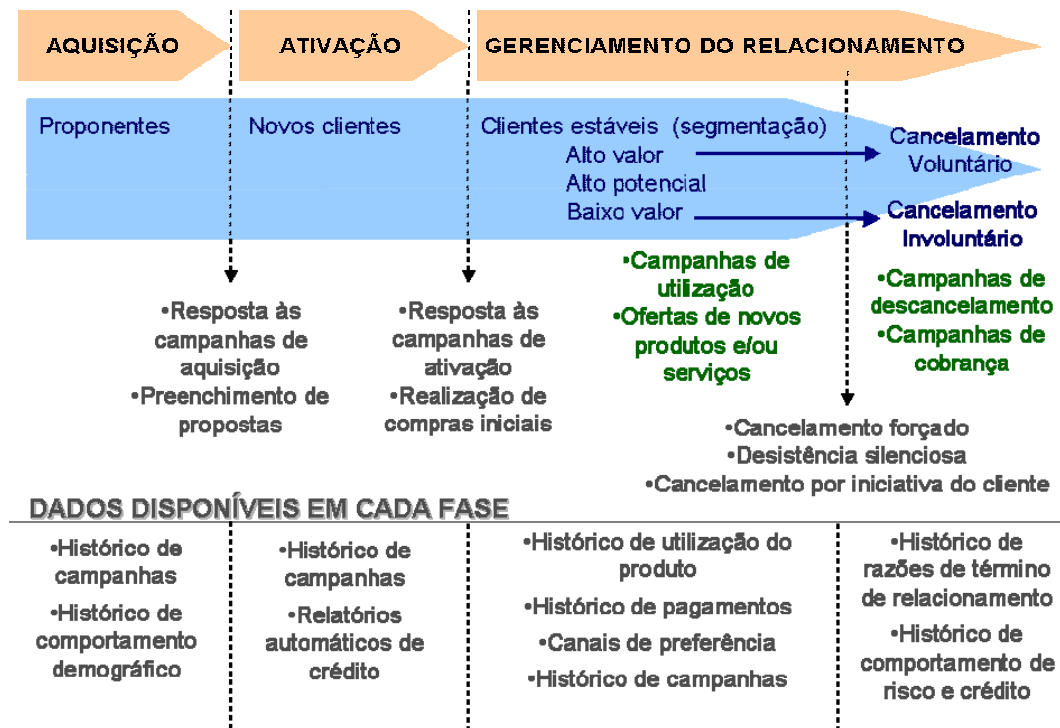 AQUISIÇÃO
ATIVAÇÃO
GERENCIAMENTO DO RELACIONAMENTO
Proponentes
Novos clientes
Clientes estáveis (segmentação)
Alto valor
Alto potencial
Baixo valor
Cancelamento
Voluntário
Cancelamento
Involuntário
•Resposta às
campanhas de
aquisição
•Preenchimento de
propostas
•Resposta às
campanhas de
ativação
•Realização de
compras iniciais
•Campanhas de
utilização
•Ofertas de novos
produtos e/ou
serviços
•Campanhas de
descancelamento
•Campanhas de
cobrança
•Cancelamento forçado
•Desistência silenciosa
•Cancelamento por iniciativa do cliente
DADOS DISPONÍVEIS EM CADA FASE
•Histórico de
campanhas
•Histórico de
comportamento
demográfico
•Histórico de
campanhas
•Relatórios
automáticos de
crédito
•Histórico de utilização do
produto
•Histórico de pagamentos
•Canais de preferência
•Histórico de campanhas
•Histórico de
razões de término
de relacionamento
•Histórico de
comportamento de
risco e crédito